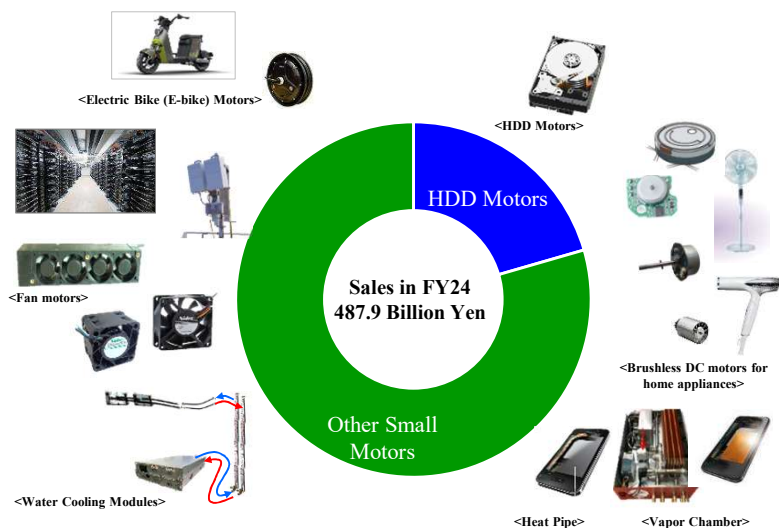 <Electric Bike (E-bike) Motors>
<HDD Motors>
HDD Motors
<Fan motors>
Sales in FY24
487.9 Billion Yen
<Brushless DC motors for
home appliances>
Other Small
Motors
<Water Cooling Modules>
<Heat Pipe>
<Vapor Chamber>